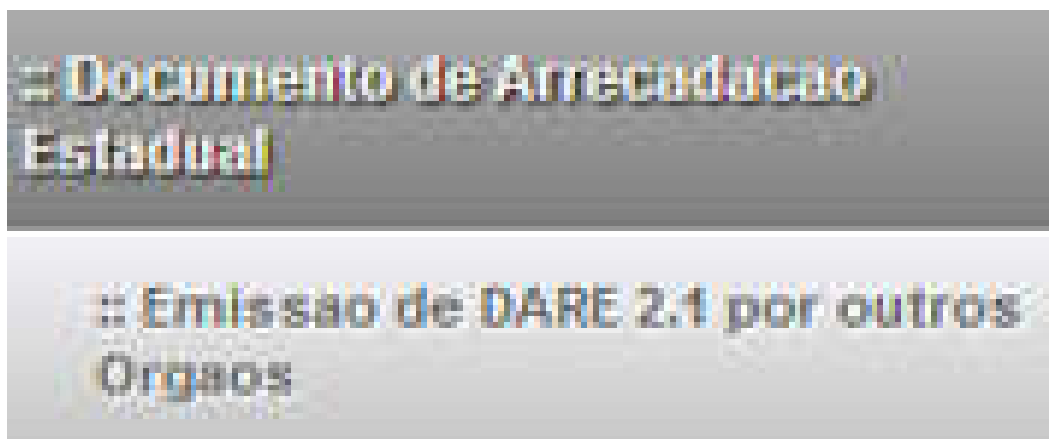 :: Documento de Arrecadacao
Estadual
:: Emissao de DARE 2.1 por outros
Orgaos